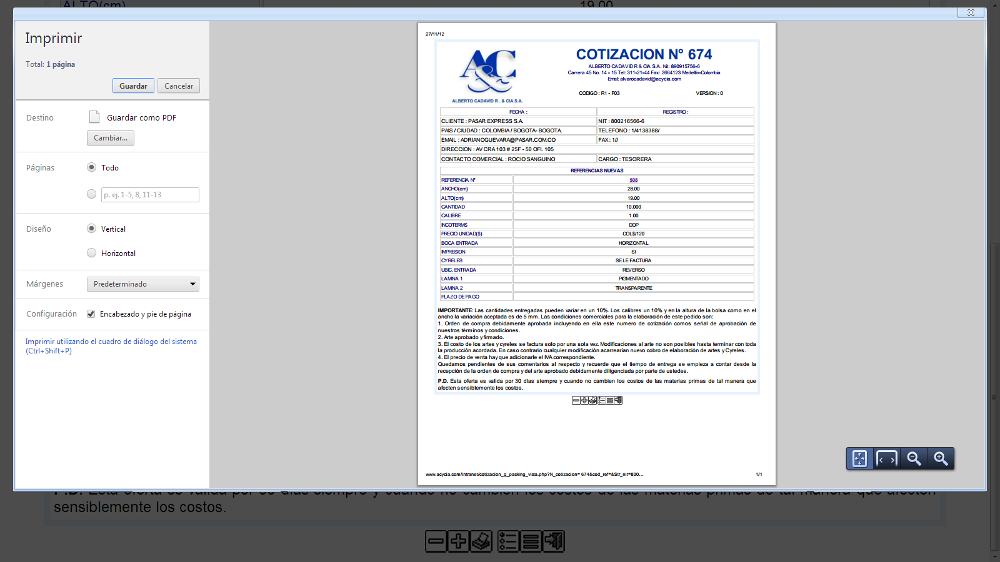 ALTO(cm) 19.00
Imprimir
Total: 1 página
Guardar Cancelar
Destino Guardar como PDF
Cambiar...
Páginas Todo
p. ej. 1-5, 8, 11-13
Diseño Vertical
Horizontal
Márgenes Predeterminado
Configuración Encabezado y pie de página
Imprimir utilizando el cuadro de diálogo del sistema
(Ctrl+Shift+P)
27/11/12
A&C
ALBERTO CADAVID R . & CIA S.A.
COTIZACION N° 674
ALBERTO CADAVID R & CIA S.A. Nit: 890915756-6
Carrera 45 No. 14 - 15 Tel: 311-21-44 Fax: 2664123 Medellin-Colombia
Email: alvarocadavid@acycia.com
CODIGO : R1 - F03 VERSION : 0
FECHA : REGISTRO :
CLIENTE : PASAR EXPRESS S.A. NIT : 800216566-6
PAIS / CIUDAD : COLOMBIA / BOGOTA- BOGOTA. TELEFONO : 1/4138388/
EMAIL : ADRIANOGUEVARA@PASAR.COM.CO FAX : 1//
DIRECCION : AV CRA 103 # 25F - 50 OFI. 105
CONTACTO COMERCIAL : ROCIO SANGUINO CARGO : TESORERA
REFERENCIAS NUEVAS
REFERENCIA Nº 508
ANCHO(cm) 28.00
ALTO(cm) 19.00
CANTIDAD 10.000
CALIBRE 1.00
INCOTERMS DDP
PRECIO UNIDAD($) COL$/120
BOCA ENTRADA HORIZONTAL
IMPRESION SI
CYRELES SE LE FACTURA
UBIC. ENTRADA REVERSO
LAMINA 1 PIGMENTADO
LAMINA 2 TRANSPARENTE
PLAZO DE PAGO
IMPORTANTE: Las cantidades entregadas pueden variar en un 10%. Los calibres un 10% y en la altura de la bolsa como en el
ancho la variación aceptada es de 5 mm. Las condiciones comerciales para la elaboración de este pedido son:
1. Orden de compra debidamente aprobada incluyendo en ella este numero de cotización comos señal de aprobación de
nuestros términos y condiciones.
2. Arte aprobado y firmado.
3. El costo de los artes y cyreles se factura solo por una sola vez. Modificaciones al arte no son posibles hasta terminar con toda
la producción acordada. En caso contrario cualquier modificación acarrearían nuevo cobro de elaboración de artes y Cyreles.
4. El precio de venta hay que adicionarle el IVA correspondiente.
Quedamos pendientes de sus comentarios al respecto y recuerde que el tiempo de entrega se empieza a contar desde la
recepción de la orden de compra y del arte aprobado debidamente diligenciada por parte de ustedes.
P.D. Esta oferta es valida por 30 dias siempre y cuando no cambien los costos de las materias primas de tal manera que
afecten sensiblemente los costos.
www.acycia.com/intranet/cotizacion_g_packing_vista.php?N_cotizacion= 674&cod_ref=&Str_nit=800... 1/1
P.D. Esta oferta es valida por 30 dias siempre y cuando no cambien los costos de las materias primas de tal manera que afecten
sensiblemente los costos.